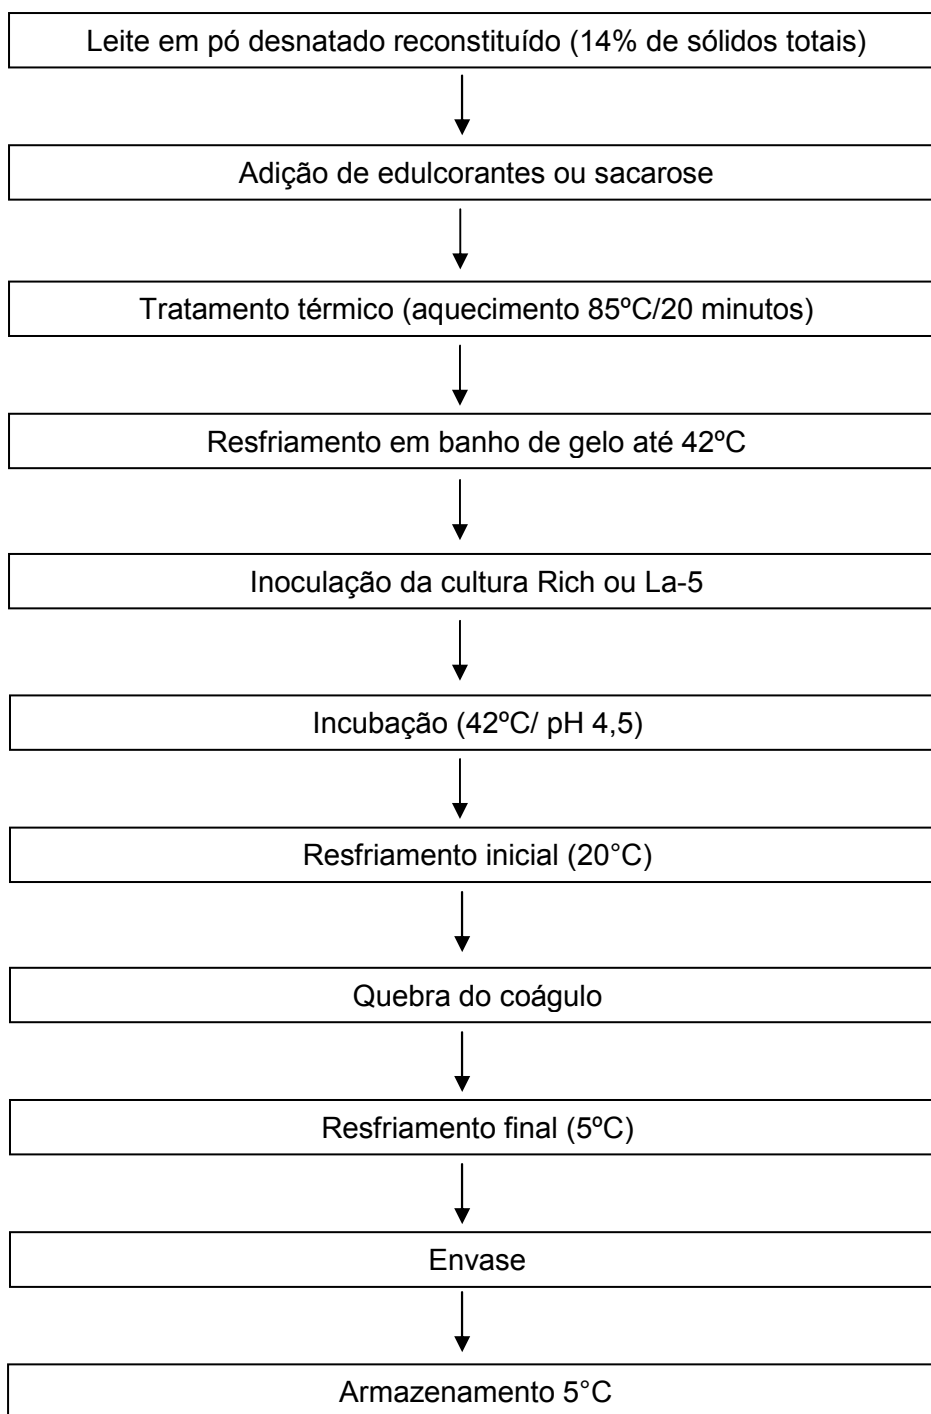 Leite em pó desnatado reconstituído (14% de sólidos totais)
Adição de edulcorantes ou sacarose
Tratamento térmico (aquecimento 85ºC/20 minutos)
Resfriamento em banho de gelo até 42ºC
Inoculação da cultura Rich ou La-5
Incubação (42ºC/ pH 4,5)
Resfriamento inicial (20°C)
Quebra do coágulo
Resfriamento final (5ºC)
Envase
Armazenamento 5°C